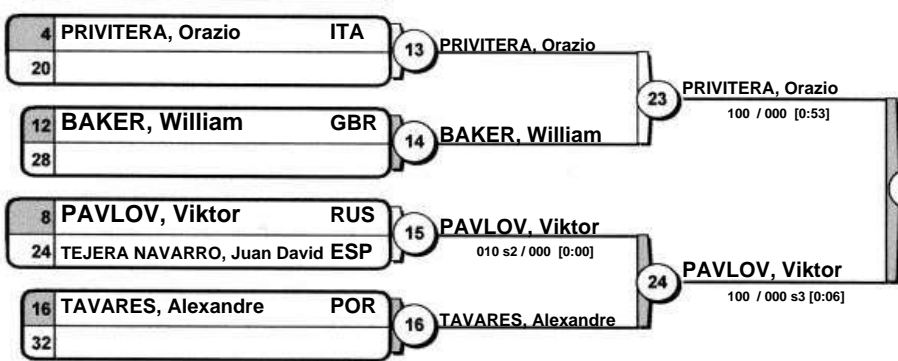 4 PRIVITERA, Orazio ITA
20
13 PRIVITERA, Orazio
12 BAKER, William GBR
28
14 BAKER, William
23 PRIVITERA, Orazio
100 / 000 [0:53]
8 PAVLOV, Viktor RUS
24 TEJERA NAVARRO, Juan David ESP
15 PAVLOV, Viktor
010 s2 / 000 [0:00]
16 TAVARES, Alexandre POR
32
16 TAVARES, Alexandre
24 PAVLOV, Viktor
100 / 000 s3 [0:06]